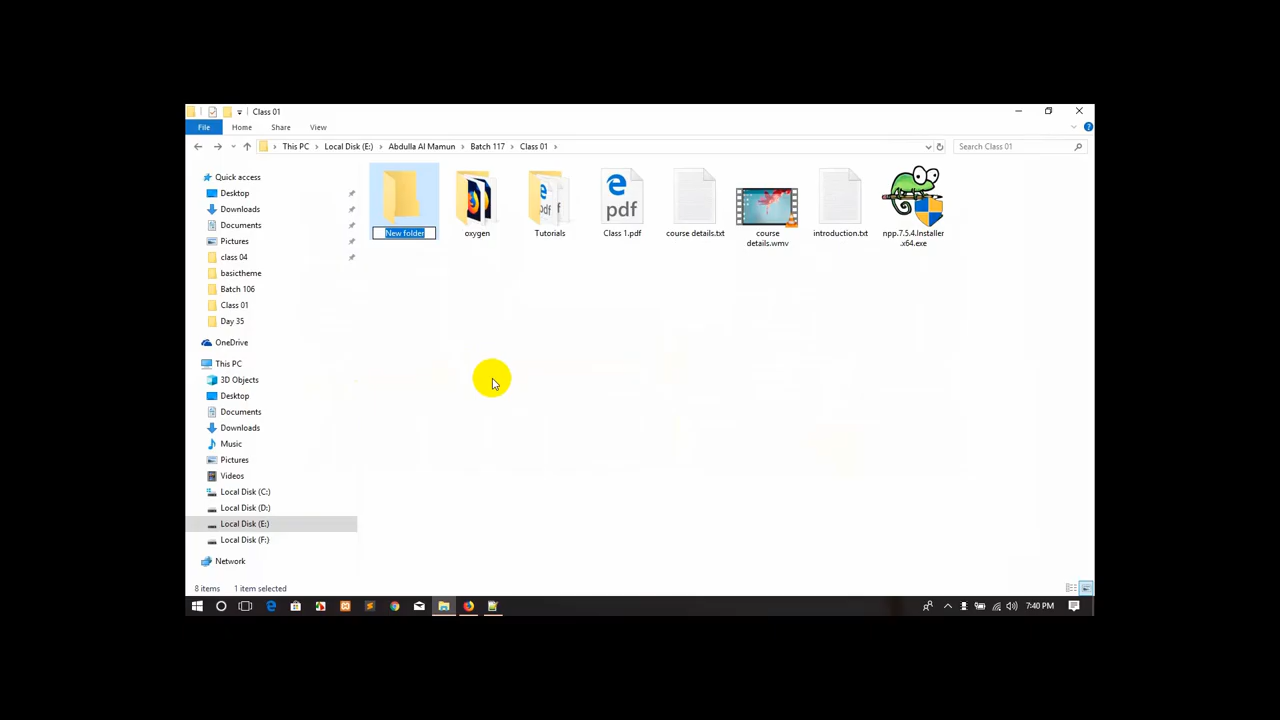 Class 01
File Home Share View
This PC Local Disk (E:) Abdulla Al Mamun Batch 117 Class 01
Search Class 01
Quick access
Desktop
Downloads
Documents
Pictures
class 04
basictheme
Batch 106
Class 01
Day 35
OneDrive
This PC
3D Objects
Desktop
Documents
Downloads
Music
Pictures
Videos
Local Disk (C:)
Local Disk (D:)
Local Disk (E:)
Local Disk (F:)
Network
pdf
New folder
oxygen
Tutorials
Class 1.pdf
course details.txt
course
details.wmv
introduction.txt
npp.7.5.4.Installer
.x64.exe
8 items 1 item selected
7:40 PM